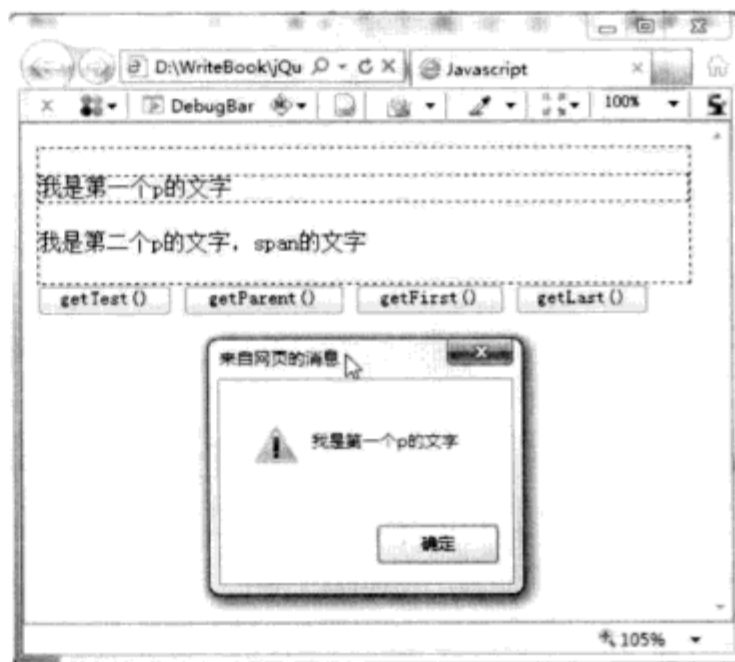 D:\WriteBook\jQu
Javascript
DebugBar
100%
我是第一个p的文字
我是第二个p的文字，span的文字
getTest()
getParent()
getFirst()
getLast()
来自网页的消息
我是第一个p的文字
确定
105%